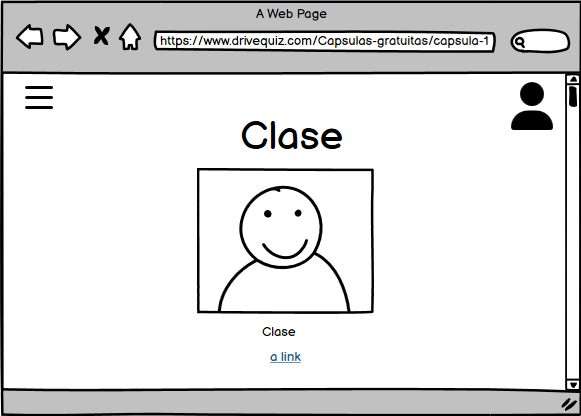 A Web Page
https://www.drivequiz.com/Capsulas-gratuitas/capsula-1
Clase
Clase
a link